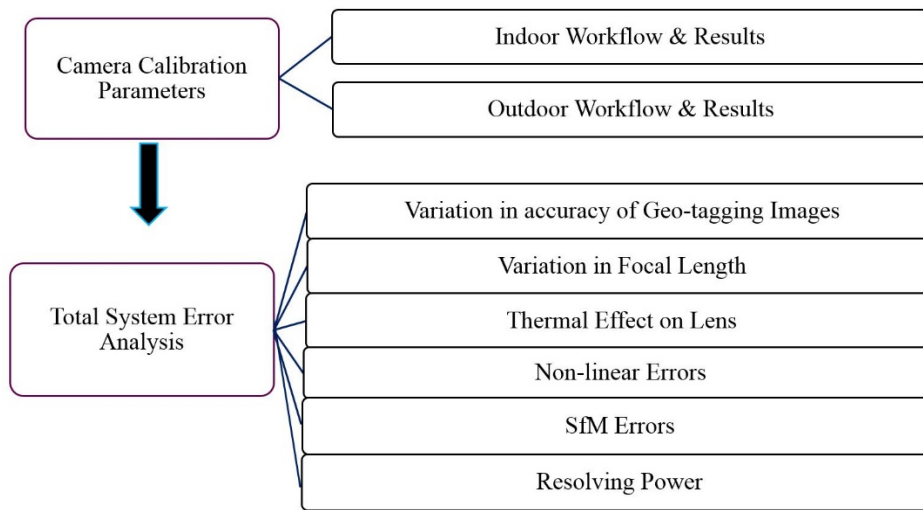 Camera Calibration
Parameters
Indoor Workflow & Results
Outdoor Workflow & Results
Total System Error
Analysis
Variation in accuracy of Geo-tagging Images
Variation in Focal Length
Thermal Effect on Lens
Non-linear Errors
SfM Errors
Resolving Power